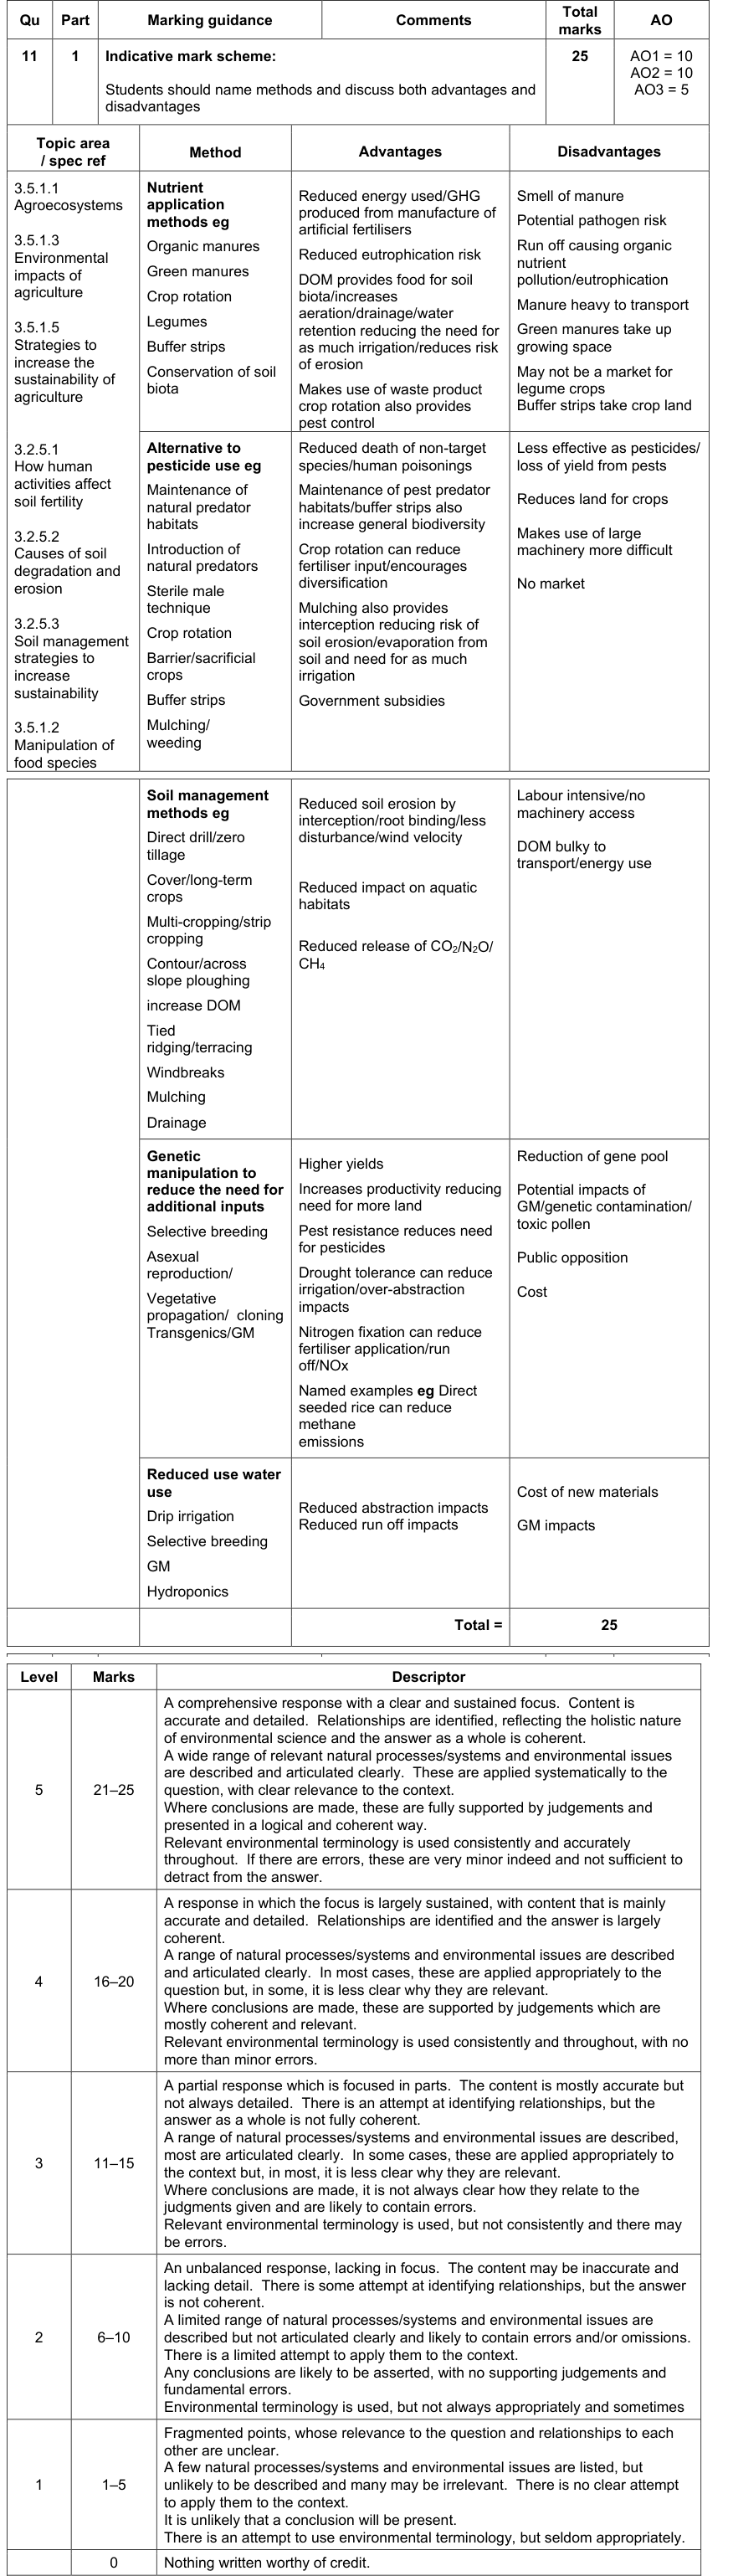 Qu Part Marking guidance Comments Total marks AO
11 1 Indicative mark scheme: 25 AO1 = 10
AO2 = 10
Students should name methods and discuss both advantages and AO3 = 5
disadvantages
Topic area
/ spec ref
Method
Advantages
Disadvantages
3.5.1.1
Agroecosystems
3.5.1.3
Environmental
impacts of
agriculture
3.5.1.5
Strategies to
increase the
sustainability of
agriculture
3.2.5.1
How human
activities affect
soil fertility
3.2.5.2
Causes of soil
degradation and
erosion
3.2.5.3
Soil management
strategies to
increase
sustainability
3.5.1.2
Manipulation of
food species
Nutrient
application
methods eg
Organic manures
Green manures
Crop rotation
Legumes
Buffer strips
Conservation of soil
biota
Reduced energy used/GHG
produced from manufacture of
artificial fertilisers
Reduced eutrophication risk
DOM provides food for soil
biota/increases
aeration/drainage/water
retention reducing the need for
as much irrigation/reduces risk
of erosion
Makes use of waste product
crop rotation also provides
pest control
Smell of manure
Potential pathogen risk
Run off causing organic
nutrient
pollution/eutrophication
Manure heavy to transport
Green manures take up
growing space
May not be a market for
legume crops
Buffer strips take crop land
Alternative to
pesticide use eg
Maintenance of
natural predator
habitats
Introduction of
natural predators
Sterile male
technique
Crop rotation
Barrier/sacrificial
crops
Buffer strips
Mulching/
weeding
Reduced death of non-target
species/human poisonings
Maintenance of pest predator
habitats/buffer strips also
increase general biodiversity
Crop rotation can reduce
fertiliser input/encourages
diversification
Mulching also provides
interception reducing risk of
soil erosion/evaporation from
soil and need for as much
irrigation
Government subsidies
Less effective as pesticides/
loss of yield from pests
Reduces land for crops
Makes use of large
machinery more difficult
No market
Soil management
methods eg
Direct drill/zero
tillage
Cover/long-term
crops
Multi-cropping/strip
cropping
Contour/across
slope ploughing
increase DOM
Tied
ridging/terracing
Windbreaks
Mulching
Drainage
Reduced soil erosion by
interception/root binding/less
disturbance/wind velocity
Reduced impact on aquatic
habitats
Reduced release of CO₂/N₂O/
CH₄
Labour intensive/no
machinery access
DOM bulky to
transport/energy use
Genetic
manipulation to
reduce the need for
additional inputs
Selective breeding
Asexual
reproduction/
Vegetative
propagation/ cloning
Transgenics/GM
Higher yields
Increases productivity reducing
need for more land
Pest resistance reduces need
for pesticides
Drought tolerance can reduce
irrigation/over-abstraction
impacts
Nitrogen fixation can reduce
fertiliser application/run
off/NOx
Named examples eg Direct
seeded rice can reduce
methane
emissions
Reduction of gene pool
Potential impacts of
GM/genetic contamination/
toxic pollen
Public opposition
Cost
Reduced use water
use
Drip irrigation
Selective breeding
GM
Hydroponics
Reduced abstraction impacts
Reduced run off impacts
Cost of new materials
GM impacts
Total = 25
Level Marks Descriptor
5 21–25
A comprehensive response with a clear and sustained focus. Content is
accurate and detailed. Relationships are identified, reflecting the holistic nature
of environmental science and the answer as a whole is coherent.
A wide range of relevant natural processes/systems and environmental issues
are described and articulated clearly. These are applied systematically to the
question, with clear relevance to the context.
Where conclusions are made, these are fully supported by judgements and
presented in a logical and coherent way.
Relevant environmental terminology is used consistently and accurately
throughout. If there are errors, these are very minor indeed and not sufficient to
detract from the answer.
4 16–20
A response in which the focus is largely sustained, with content that is mainly
accurate and detailed. Relationships are identified and the answer is largely
coherent.
A range of natural processes/systems and environmental issues are described
and articulated clearly. In most cases, these are applied appropriately to the
question but, in some, it is less clear why they are relevant.
Where conclusions are made, these are supported by judgements which are
mostly coherent and relevant.
Relevant environmental terminology is used consistently and throughout, with no
more than minor errors.
3 11–15
A partial response which is focused in parts. The content is mostly accurate but
not always detailed. There is an attempt at identifying relationships, but the
answer as a whole is not fully coherent.
A range of natural processes/systems and environmental issues are described,
most are articulated clearly. In some cases, these are applied appropriately to
the context but, in most, it is less clear why they are relevant.
Where conclusions are made, it is not always clear how they relate to the
judgments given and are likely to contain errors.
Relevant environmental terminology is used, but not consistently and there may
be errors.
2 6–10
An unbalanced response, lacking in focus. The content may be inaccurate and
lacking detail. There is some attempt at identifying relationships, but the answer
is not coherent.
A limited range of natural processes/systems and environmental issues are
described but not articulated clearly and likely to contain errors and/or omissions.
There is a limited attempt to apply them to the context.
Any conclusions are likely to be asserted, with no supporting judgements and
fundamental errors.
Environmental terminology is used, but not always appropriately and sometimes
1 1–5
Fragmented points, whose relevance to the question and relationships to each
other are unclear.
A few natural processes/systems and environmental issues are listed, but
unlikely to be described and many may be irrelevant. There is no clear attempt
to apply them to the context.
It is unlikely that a conclusion will be present.
There is an attempt to use environmental terminology, but seldom appropriately.
0 Nothing written worthy of credit.